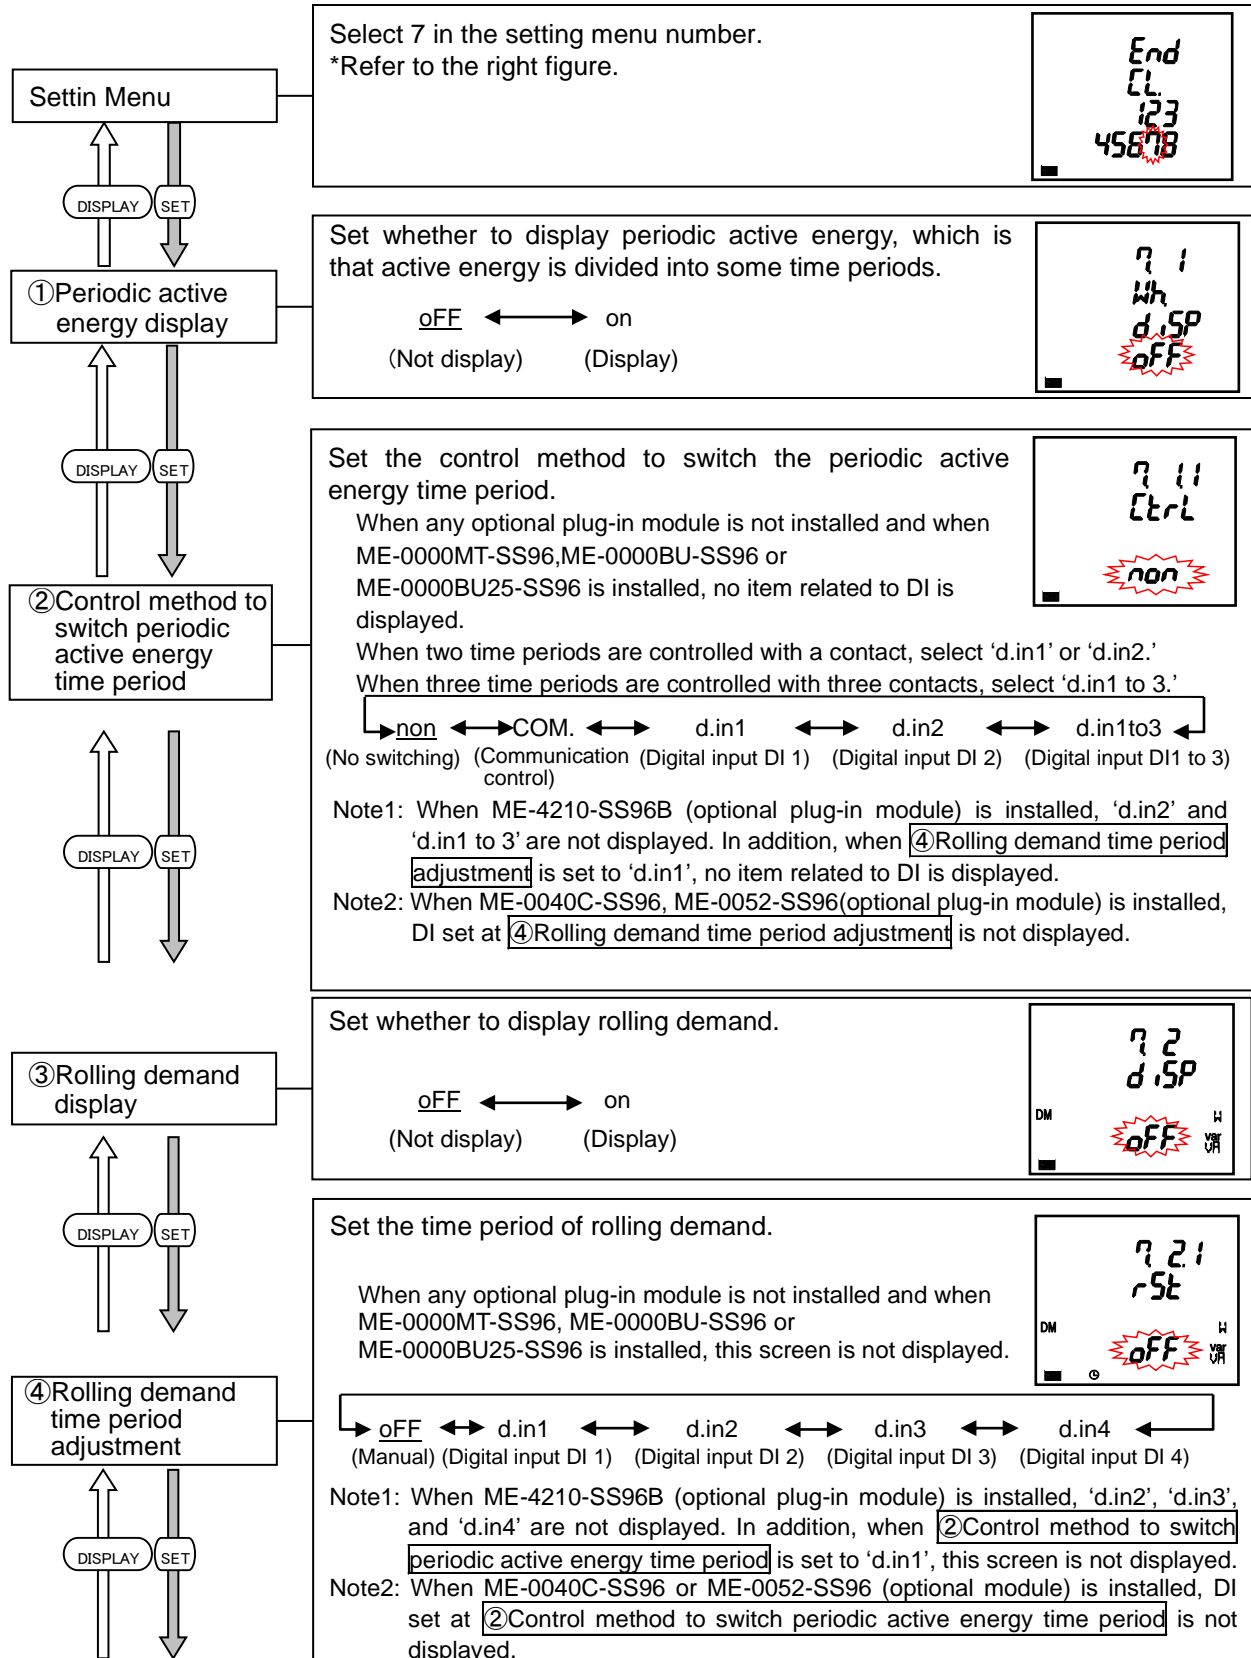 Select 7 in the setting menu number.
*Refer to the right figure.
End
CL.
123
45678
Settin Menu
DISPLAY SET
Set whether to display periodic active energy, which is
that active energy is divided into some time periods.
oFF on
(Not display) (Display)
7. 1
Wh.
diSP
oFF
①Periodic active
energy display
DISPLAY SET
Set the control method to switch the periodic active
energy time period.
When any optional plug-in module is not installed and when
ME-0000MT-SS96,ME-0000BU-SS96 or
ME-0000BU25-SS96 is installed, no item related to DI is
displayed.
When two time periods are controlled with a contact, select ‘d.in1’ or ‘d.in2.’
When three time periods are controlled with three contacts, select ‘d.in1 to 3.’
7. 1.1
CtrL
non
②Control method to
switch periodic
active energy
time period
non COM. d.in1 d.in2 d.in1to3
(No switching) (Communication control) (Digital input DI 1) (Digital input DI 2) (Digital input DI1 to 3)
Note1: When ME-4210-SS96B (optional plug-in module) is installed, ‘d.in2’ and
‘d.in1 to 3’ are not displayed. In addition, when ④Rolling demand time period
adjustment is set to ‘d.in1’, no item related to DI is displayed.
Note2: When ME-0040C-SS96, ME-0052-SS96(optional plug-in module) is installed,
DI set at ④Rolling demand time period adjustment is not displayed.
DISPLAY SET
Set whether to display rolling demand.
oFF on
(Not display) (Display)
7. 2
diSP
DM W
oFF var
VA
③Rolling demand
display
DISPLAY SET
Set the time period of rolling demand.
When any optional plug-in module is not installed and when
ME-0000MT-SS96, ME-0000BU-SS96 or
ME-0000BU25-SS96 is installed, this screen is not displayed.
7. 2.1
rSt
DM W
oFF var
VA
④Rolling demand
time period
adjustment
oFF d.in1 d.in2 d.in3 d.in4
(Manual) (Digital input DI 1) (Digital input DI 2) (Digital input DI 3) (Digital input DI 4)
Note1: When ME-4210-SS96B (optional plug-in module) is installed, ‘d.in2’, ‘d.in3’,
and ‘d.in4’ are not displayed. In addition, when ②Control method to switch
periodic active energy time period is set to ‘d.in1’, this screen is not displayed.
Note2: When ME-0040C-SS96 or ME-0052-SS96 (optional module) is installed, DI
set at ②Control method to switch periodic active energy time period is not
displayed.
DISPLAY SET